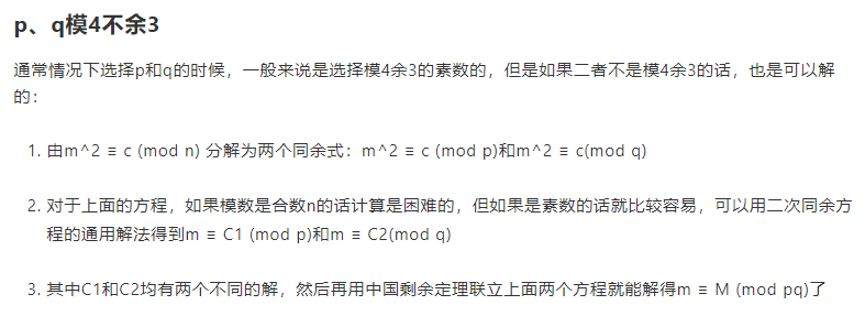 p、q模4不余3
通常情况下选择p和q的时候，一般来说是选择模4余3的素数的，但是如果二者不是模4余3的话，也是可以解
的：
1. 由m^2 ≡ c (mod n) 分解为两个同余式：m^2 ≡ c (mod p)和m^2 ≡ c(mod q)
2. 对于上面的方程，如果模数是合数n的话计算是困难的，但如果是素数的话就比较容易，可以用二次同余方
程的通用解法得到m ≡ C1 (mod p)和m ≡ C2(mod q)
3. 其中C1和C2均有两个不同的解，然后再用中国剩余定理联立上面两个方程就能解得m ≡ M (mod pq)了